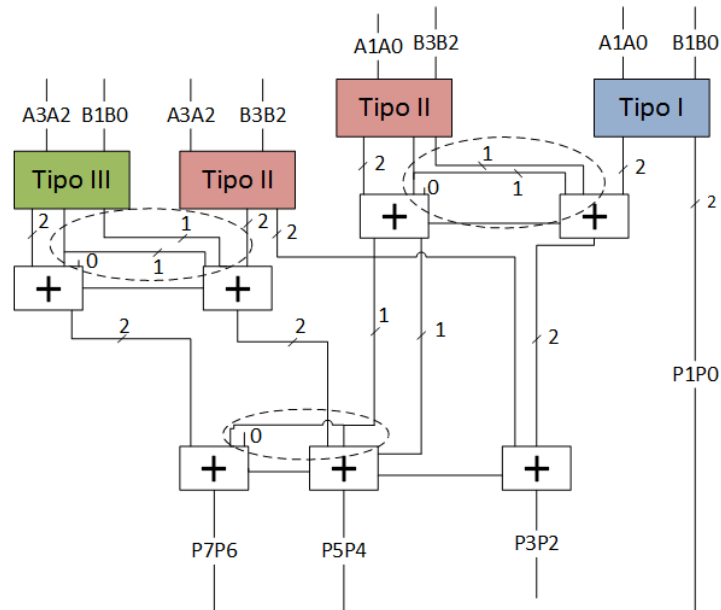 A1A0 B3B2 A1A0 B1B0
A3A2 B1B0 A3A2 B3B2
Tipo II Tipo I
Tipo III Tipo II
2 1 2
0 1
2 1 2 2 2
0 1
+ +
+ +
2 2 1 1 2
P1P0
0
+ + +
P7P6 P5P4 P3P2